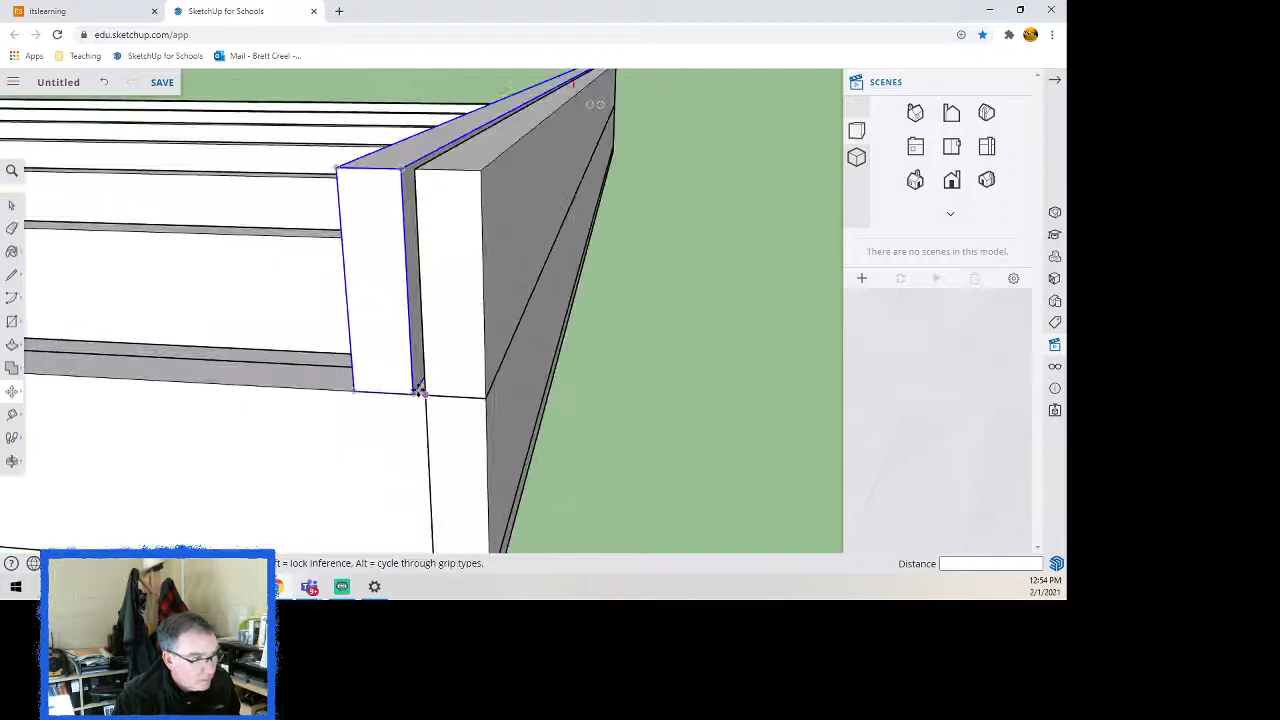 itslearning
SketchUp for Schools
edu.sketchup.com/app
Apps
Teaching
SketchUp for Schools
Mail - Brett Creel -...
Untitled
SAVE
SCENES
There are no scenes in this model.
= lock inference, Alt = cycle through grip types.
Distance
9+
12:54 PM
2/1/2021